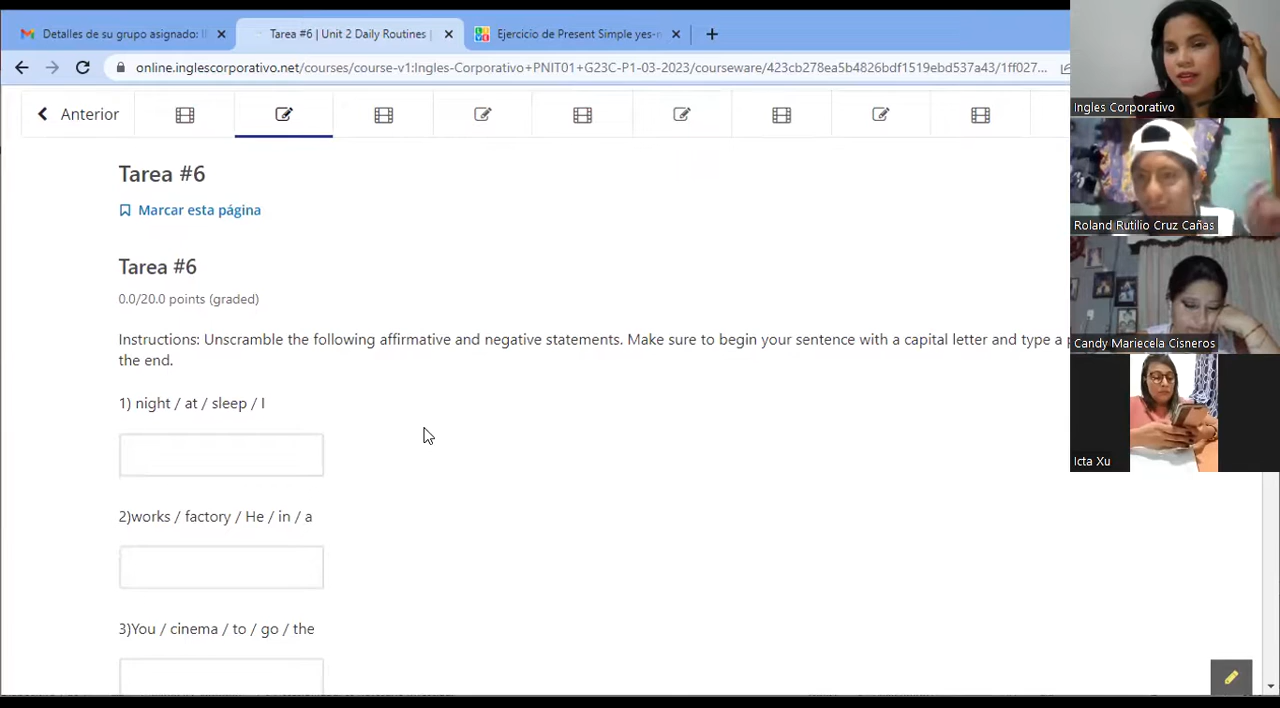 Detalles de su grupo asignado: I
Tarea #6 | Unit 2 Daily Routines |
Ejercicio de Present Simple yes-n
online.inglescorporativo.net/courses/course-v1:Ingles-Corporativo+PNIT01+G23C-P1-03-2023/courseware/423cb278ea5b4826bdf1519ebd537a43/1ff027...
Anterior
Tarea #6
Marcar esta página
Tarea #6
0.0/20.0 points (graded)
Instructions: Unscramble the following affirmative and negative statements. Make sure to begin your sentence with a capital letter and type a p
the end.
1) night / at / sleep / I
2)works / factory / He / in / a
3)You / cinema / to / go / the
Ingles Corporativo
Roland Rutilio Cruz Cañas
Candy Mariecela Cisneros
Icta Xu